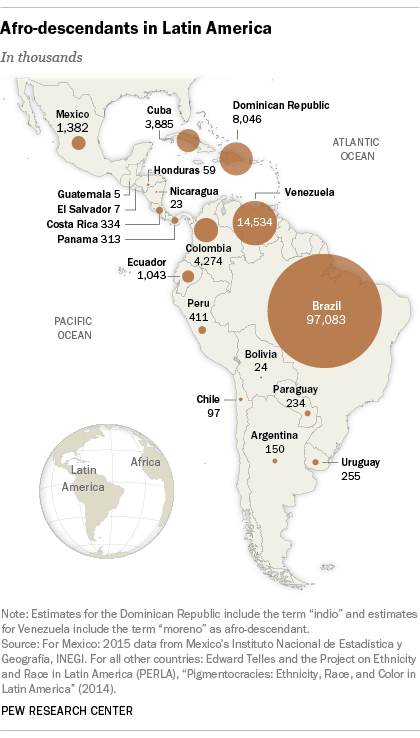 Afro-descendants in Latin America
In thousands
Mexico
1,382
Cuba
3,885
Dominican Republic
8,046
ATLANTIC
OCEAN
Honduras 59
Guatemala 5
Nicaragua
23
El Salvador 7
Costa Rica 334
Panama 313
Venezuela
14,534
Colombia
4,274
Ecuador
1,043
Brazil
97,083
Peru
411
PACIFIC
OCEAN
Bolivia
24
Paraguay
234
Chile
97
Argentina
150
Uruguay
255
Latin
America
Africa
Note: Estimates for the Dominican Republic include the term “indio” and estimates
for Venezuela include the term “moreno” as afro-descendant.
Source: For Mexico: 2015 data from Mexico's Instituto Nacional de Estadística y
Geografía, INEGI. For all other countries: Edward Telles and the Project on Ethnicity
and Race in Latin America (PERLA), “Pigmentocracies: Ethnicity, Race, and Color in
Latin America” (2014).
PEW RESEARCH CENTER